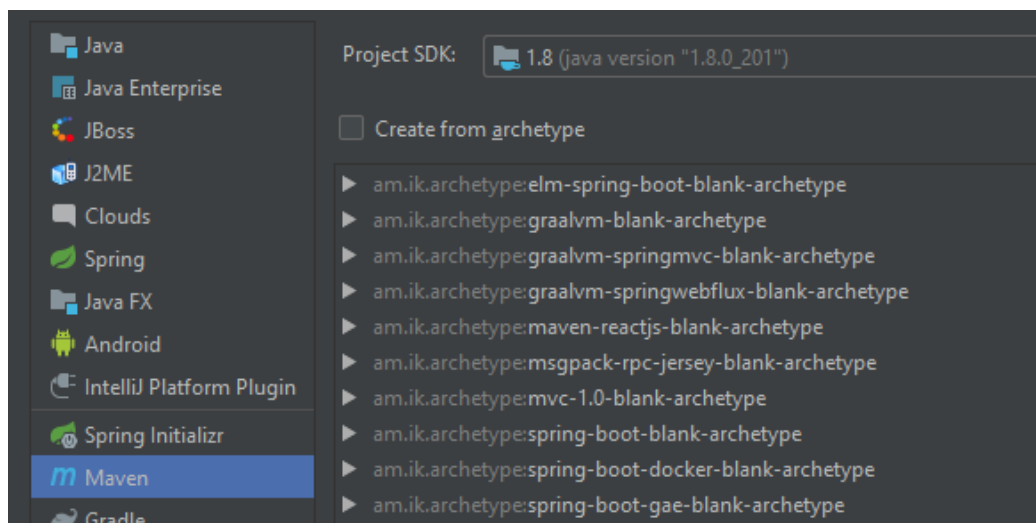 Java
Java Enterprise
JBoss
J2ME
Clouds
Spring
Java FX
Android
IntelliJ Platform Plugin
Spring Initializr
m Maven
Gradle
Project SDK: 1.8 (java version "1.8.0_201")
Create from archetype
am.ik.archetype:elm-spring-boot-blank-archetype
am.ik.archetype:graalvm-blank-archetype
am.ik.archetype:graalvm-springmvc-blank-archetype
am.ik.archetype:graalvm-springwebflux-blank-archetype
am.ik.archetype:maven-reactjs-blank-archetype
am.ik.archetype:msgpack-rpc-jersey-blank-archetype
am.ik.archetype:mvc-1.0-blank-archetype
am.ik.archetype:spring-boot-blank-archetype
am.ik.archetype:spring-boot-docker-blank-archetype
am.ik.archetype:spring-boot-gae-blank-archetype